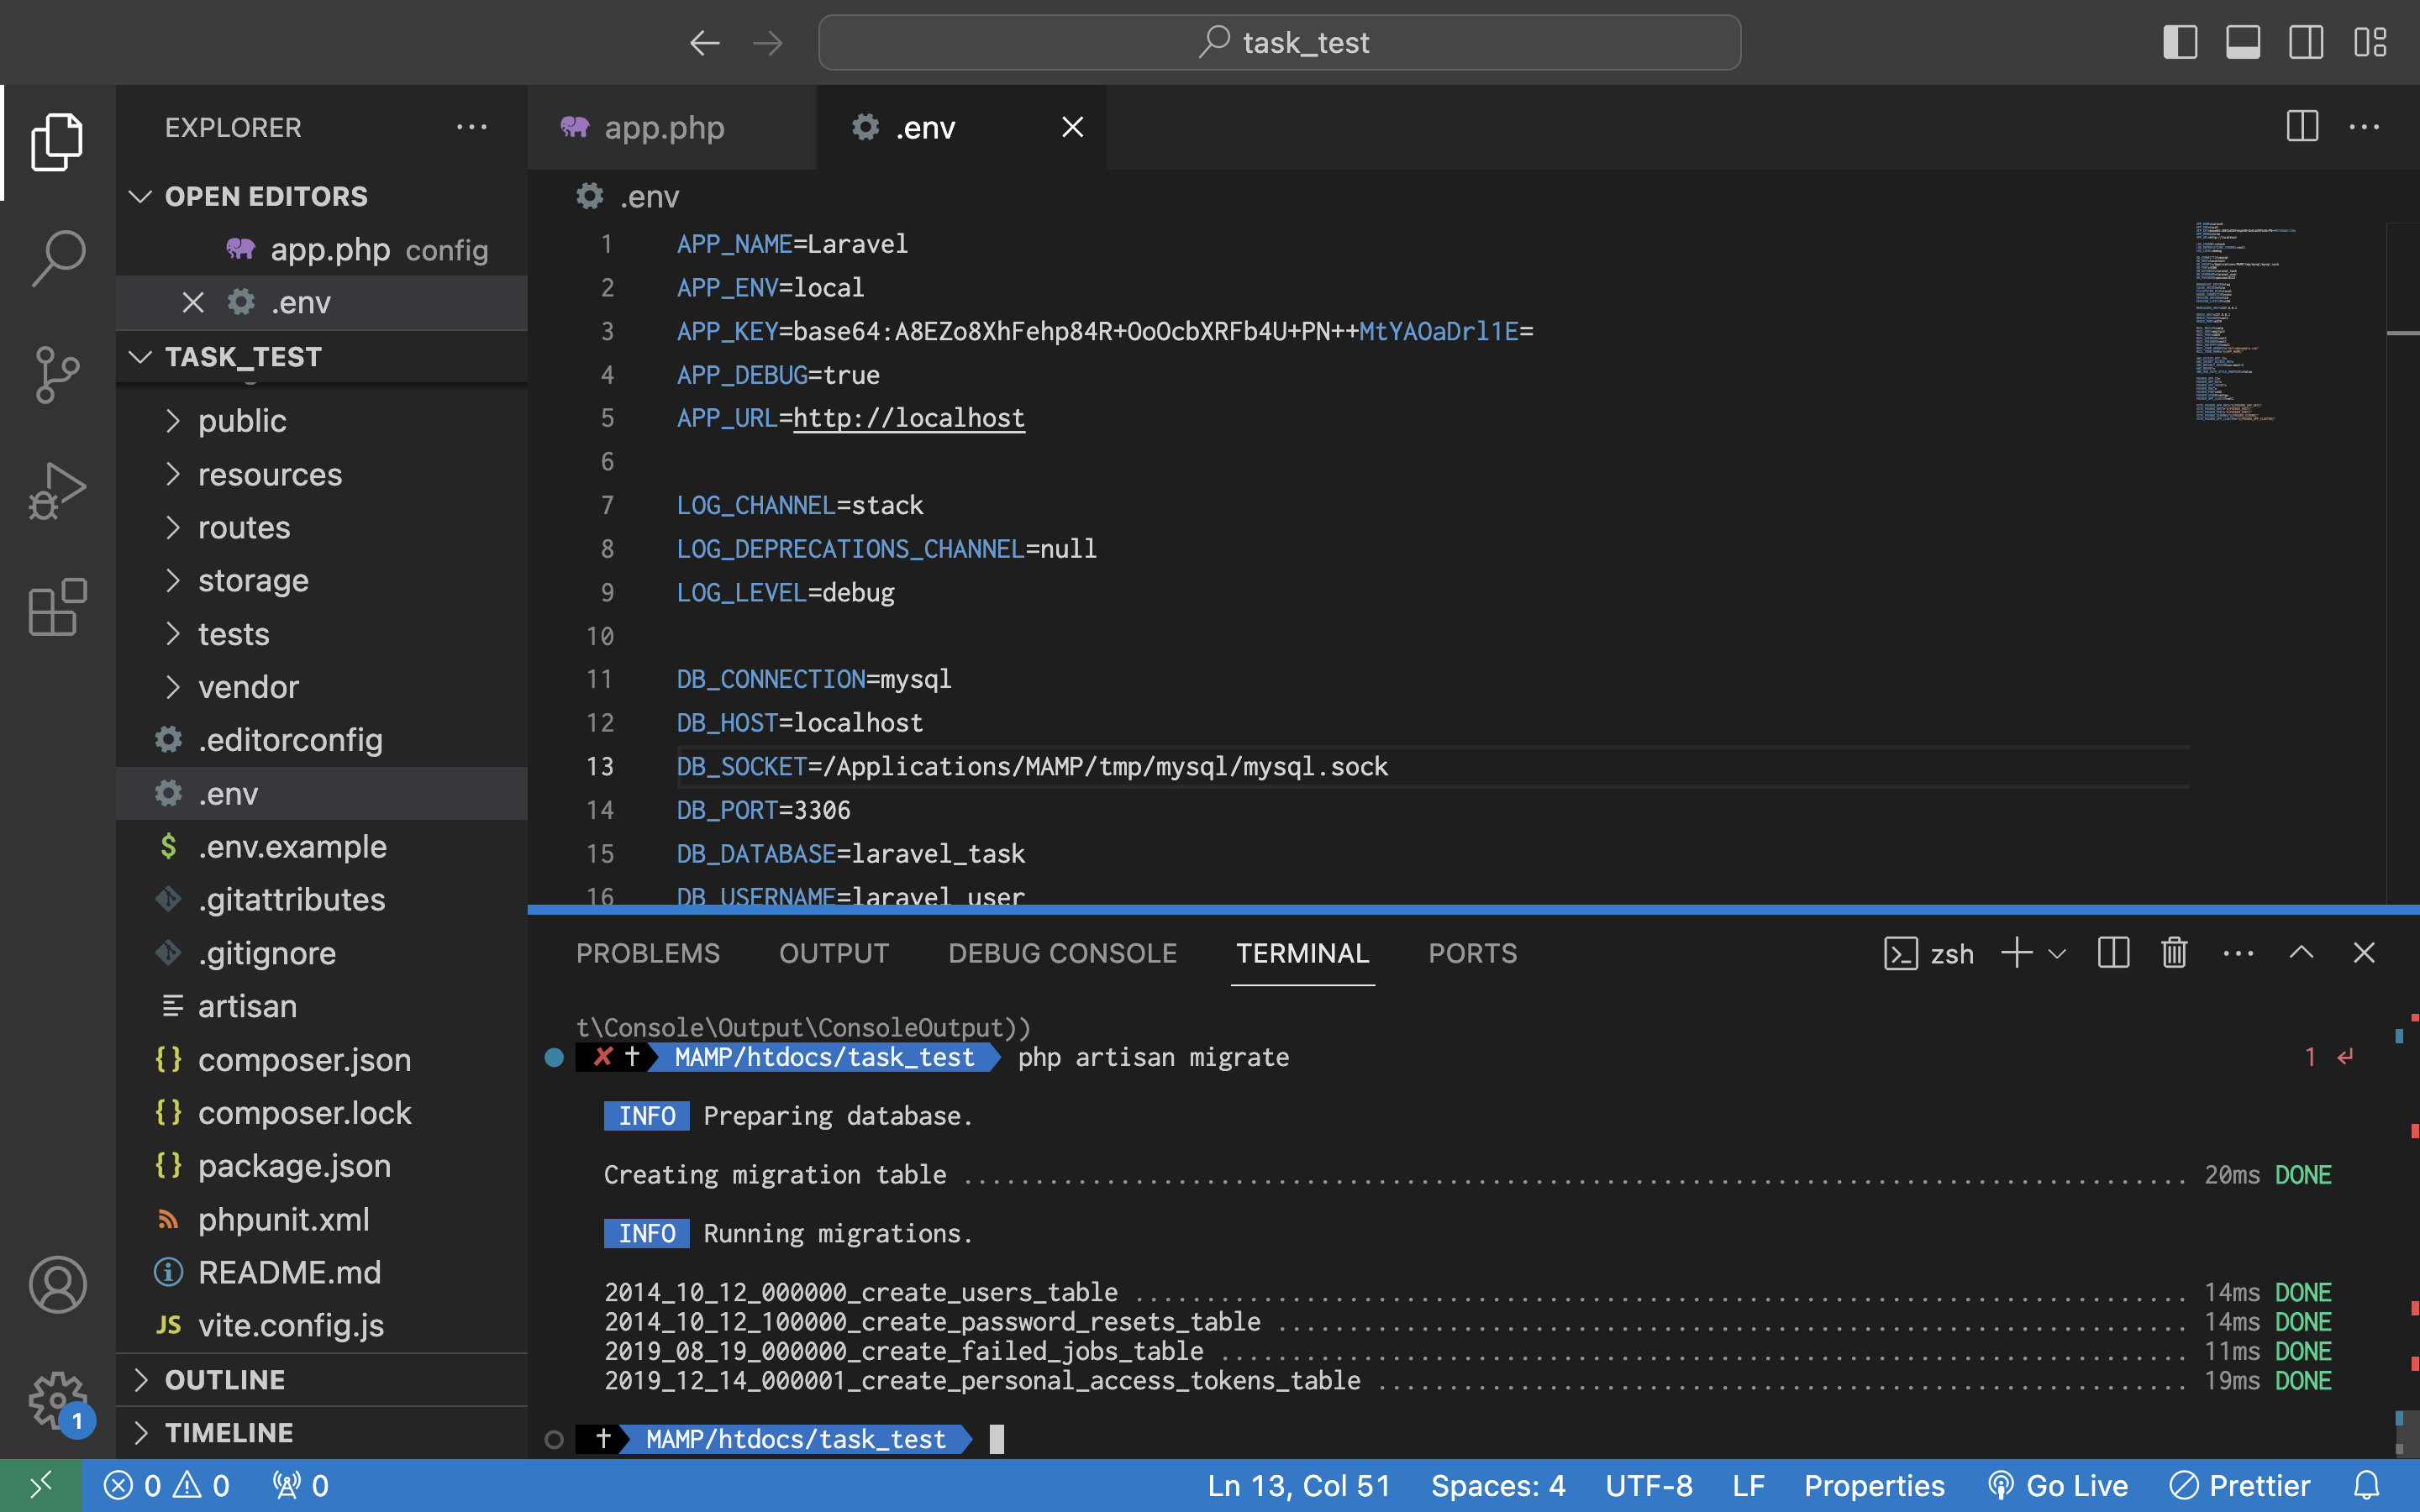 task_test
EXPLORER
OPEN EDITORS
app.php config
.env
TASK_TEST
public
resources
routes
storage
tests
vendor
.editorconfig
.env
.env.example
.gitattributes
.gitignore
artisan
composer.json
composer.lock
package.json
phpunit.xml
README.md
JS vite.config.js
OUTLINE
TIMELINE
1
app.php
.env
.env
1 APP_NAME=Laravel
2 APP_ENV=local
3 APP_KEY=base64:A8EZo8XhFehp84R+OoOcbXRFb4U+PN++MtYAOaDrl1E=
4 APP_DEBUG=true
5 APP_URL=http://localhost
6
7 LOG_CHANNEL=stack
8 LOG_DEPRECATIONS_CHANNEL=null
9 LOG_LEVEL=debug
10
11 DB_CONNECTION=mysql
12 DB_HOST=localhost
13 DB_SOCKET=/Applications/MAMP/tmp/mysql/mysql.sock
14 DB_PORT=3306
15 DB_DATABASE=laravel_task
16 DB_USERNAME=laravel_user
PROBLEMS OUTPUT DEBUG CONSOLE TERMINAL PORTS zsh
t\Console\Output\ConsoleOutput))
✘ † MAMP/htdocs/task_test php artisan migrate 1 ↵
INFO Preparing database.
Creating migration table ........ 20ms DONE
INFO Running migrations.
2014_10_12_000000_create_users_table ........ 14ms DONE
2014_10_12_100000_create_password_resets_table ........ 14ms DONE
2019_08_19_000000_create_failed_jobs_table ........ 11ms DONE
2019_12_14_000001_create_personal_access_tokens_table ........ 19ms DONE
† MAMP/htdocs/task_test
0 0 0 Ln 13, Col 51 Spaces: 4 UTF-8 LF Properties Go Live Prettier